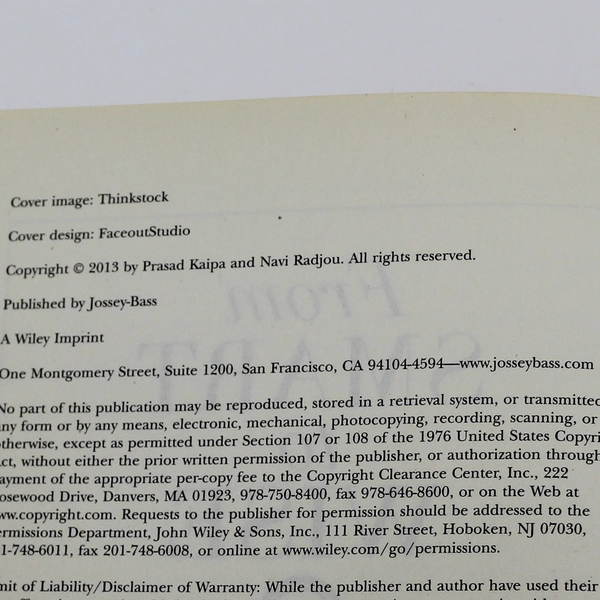 Cover image: Thinkstock
Cover design: FaceoutStudio
Copyright © 2013 by Prasad Kaipa and Navi Radjou. All rights reserved.
Published by Jossey-Bass
A Wiley Imprint
One Montgomery Street, Suite 1200, San Francisco, CA 94104-4594—www.josseybass.com
No part of this publication may be reproduced, stored in a retrieval system, or transmitted
ny form or by any means, electronic, mechanical, photocopying, recording, scanning, or
otherwise, except as permitted under Section 107 or 108 of the 1976 United States Copyri
ct, without either the prior written permission of the publisher, or authorization through
ayment of the appropriate per-copy fee to the Copyright Clearance Center, Inc., 222
osewood Drive, Danvers, MA 01923, 978-750-8400, fax 978-646-8600, or on the Web at
ww.copyright.com. Requests to the publisher for permission should be addressed to the
ermissions Department, John Wiley & Sons, Inc., 111 River Street, Hoboken, NJ 07030,
1-748-6011, fax 201-748-6008, or online at www.wiley.com/go/permissions.
mit of Liability/Disclaimer of Warranty: While the publisher and author have used their
From
SMART